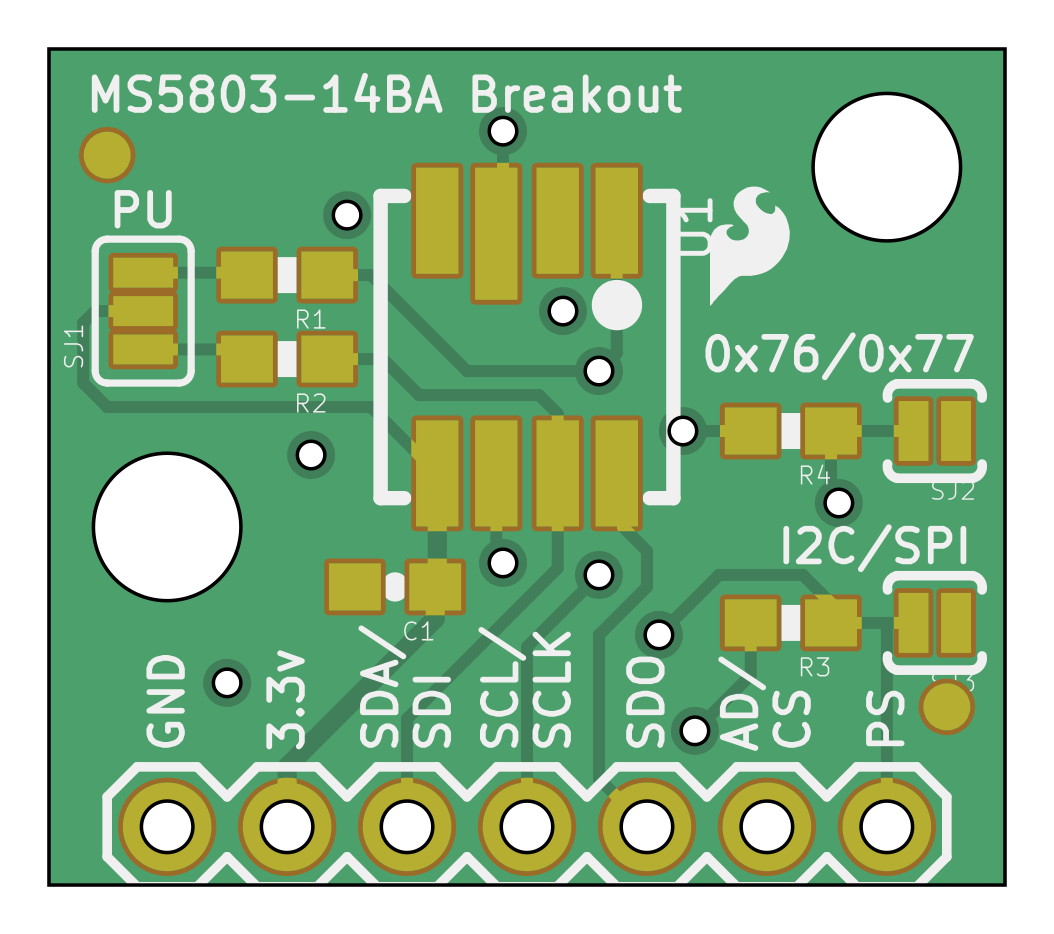 MS5803-14BA Breakout
PU
U1
R1
SJ1
0x76/0x77
R2
R4
SJ2
I2C/SPI
C1
R3
SJ3
GND
3.3v
SDA/
SDI
SCL/
SCLK
SDO
AD/
CS
PS